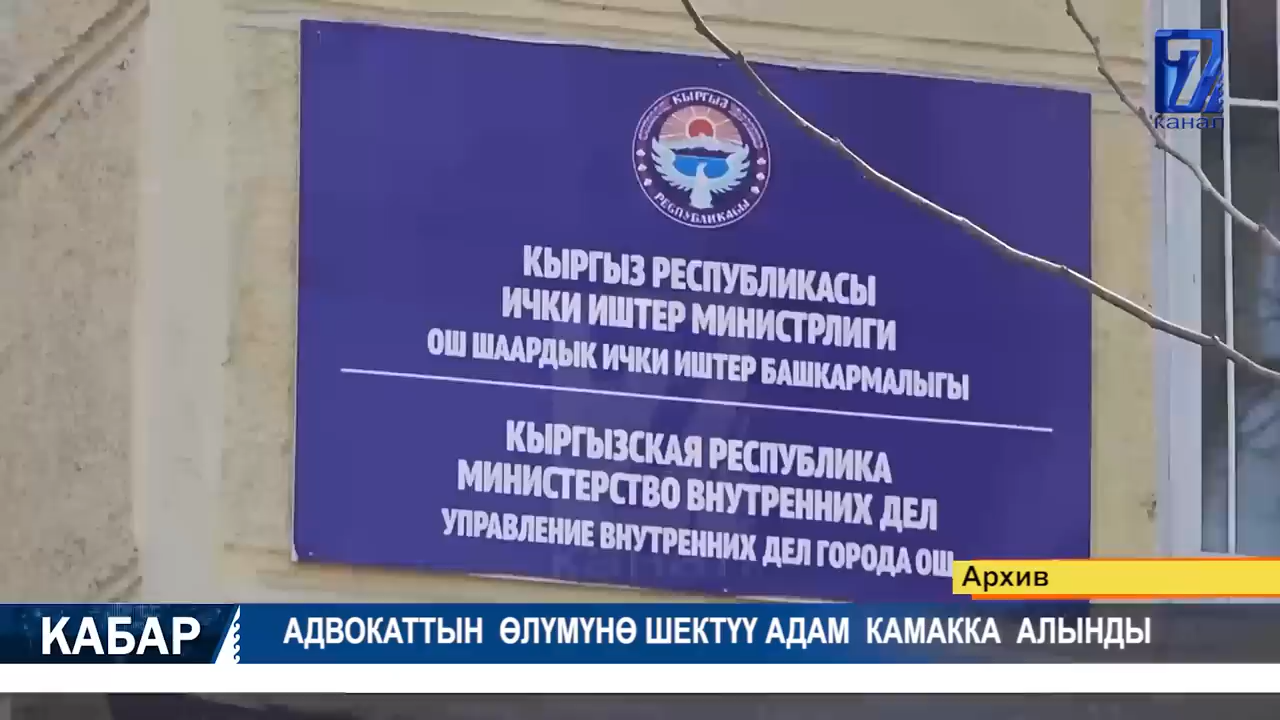 7
канал
КЫРГЫЗ
РЕСПУБЛИКАСЫ
КЫРГЫЗ РЕСПУБЛИКАСЫ
ИЧКИ ИШТЕР МИНИСТРЛИГИ
ОШ ШААРДЫК ИЧКИ ИШТЕР БАШКАРМАЛЫГЫ
КЫРГЫЗСКАЯ РЕСПУБЛИКА
МИНИСТЕРСТВО ВНУТРЕННИХ ДЕЛ
УПРАВЛЕНИЕ ВНУТРЕННИХ ДЕЛ ГОРОДА ОШ
канал
Архив
КАБАР АДВОКАТТЫН ӨЛҮМҮНӨ ШЕКТҮҮ АДАМ КАМАККА АЛЫНДЫ